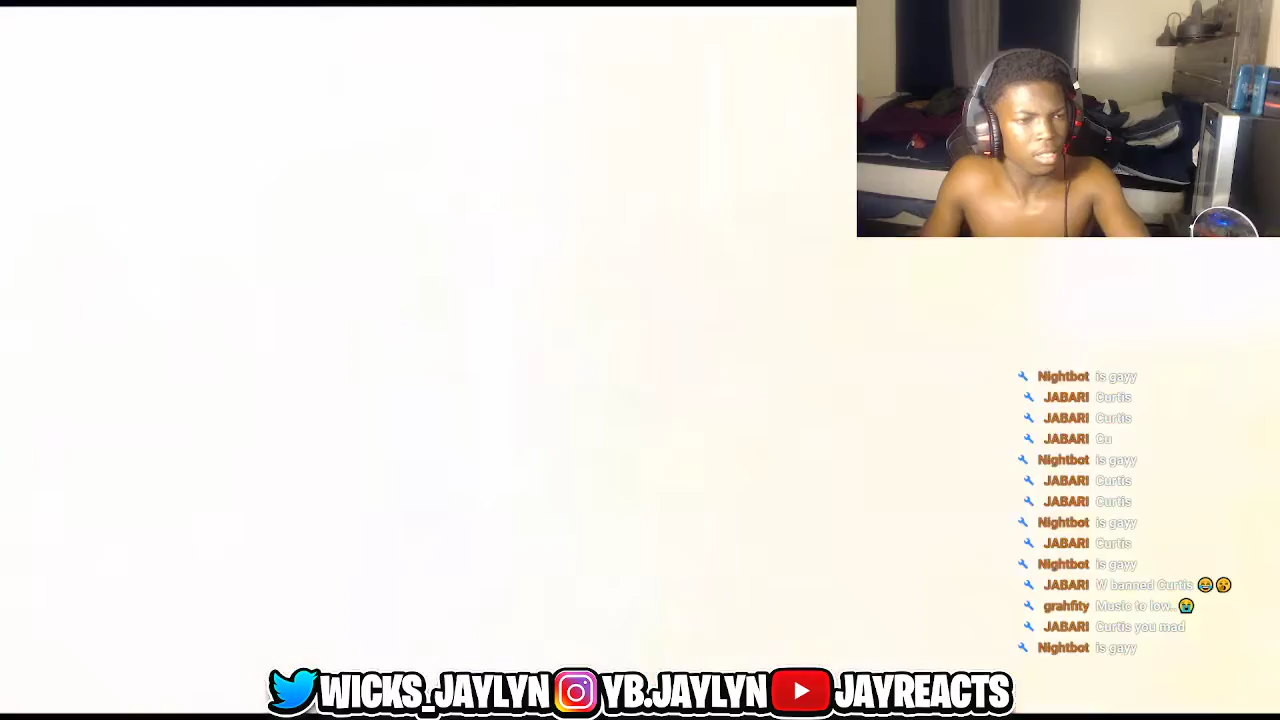 Nightbot is gayy
JABARI Curtis
JABARI Curtis
JABARI Cu
Nightbot is gayy
JABARI Curtis
JABARI Curtis
Nightbot is gayy
JABARI Curtis
Nightbot is gayy
JABARI W banned Curtis 😂😲
grahfity Music to low.. 😭
JABARI Curtis you mad
Nightbot is gayy
WICKS_JAYLYN YB.JAYLYN JAYREACTS